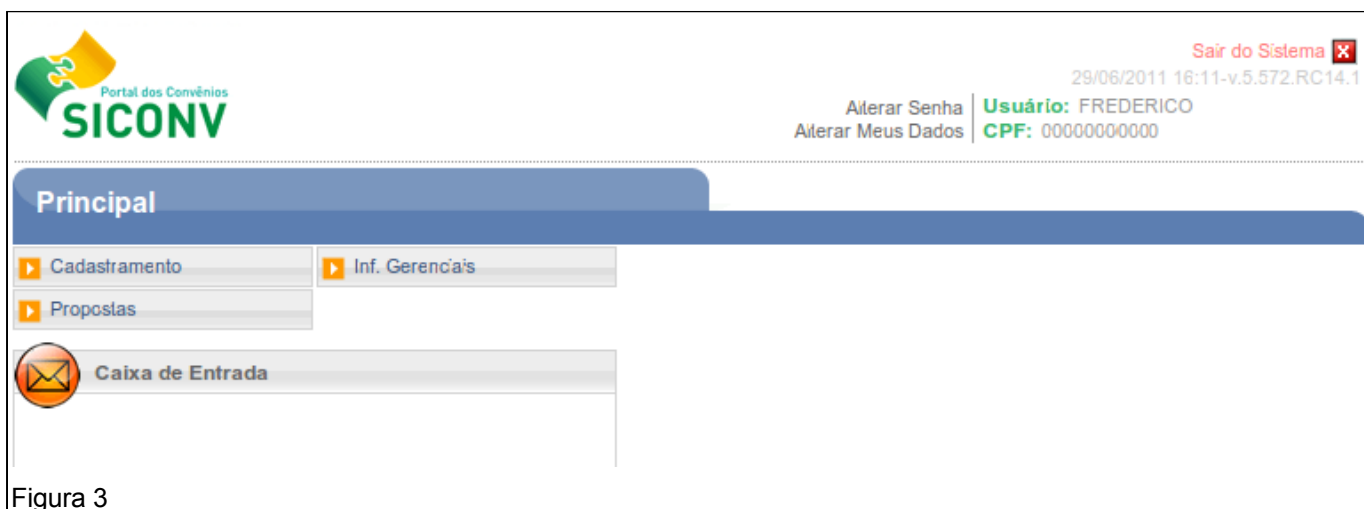 Portal dos Convênios
SICONV
Sair do Sistema
29/06/2011 16:11-v.5.572.RC14.1
Alterar Senha
Usuário: FREDERICO
Alterar Meus Dados
CPF: 00000000000
Principal
Cadastramento
Inf. Gerenciais
Propostas
Caixa de Entrada
Figura 3